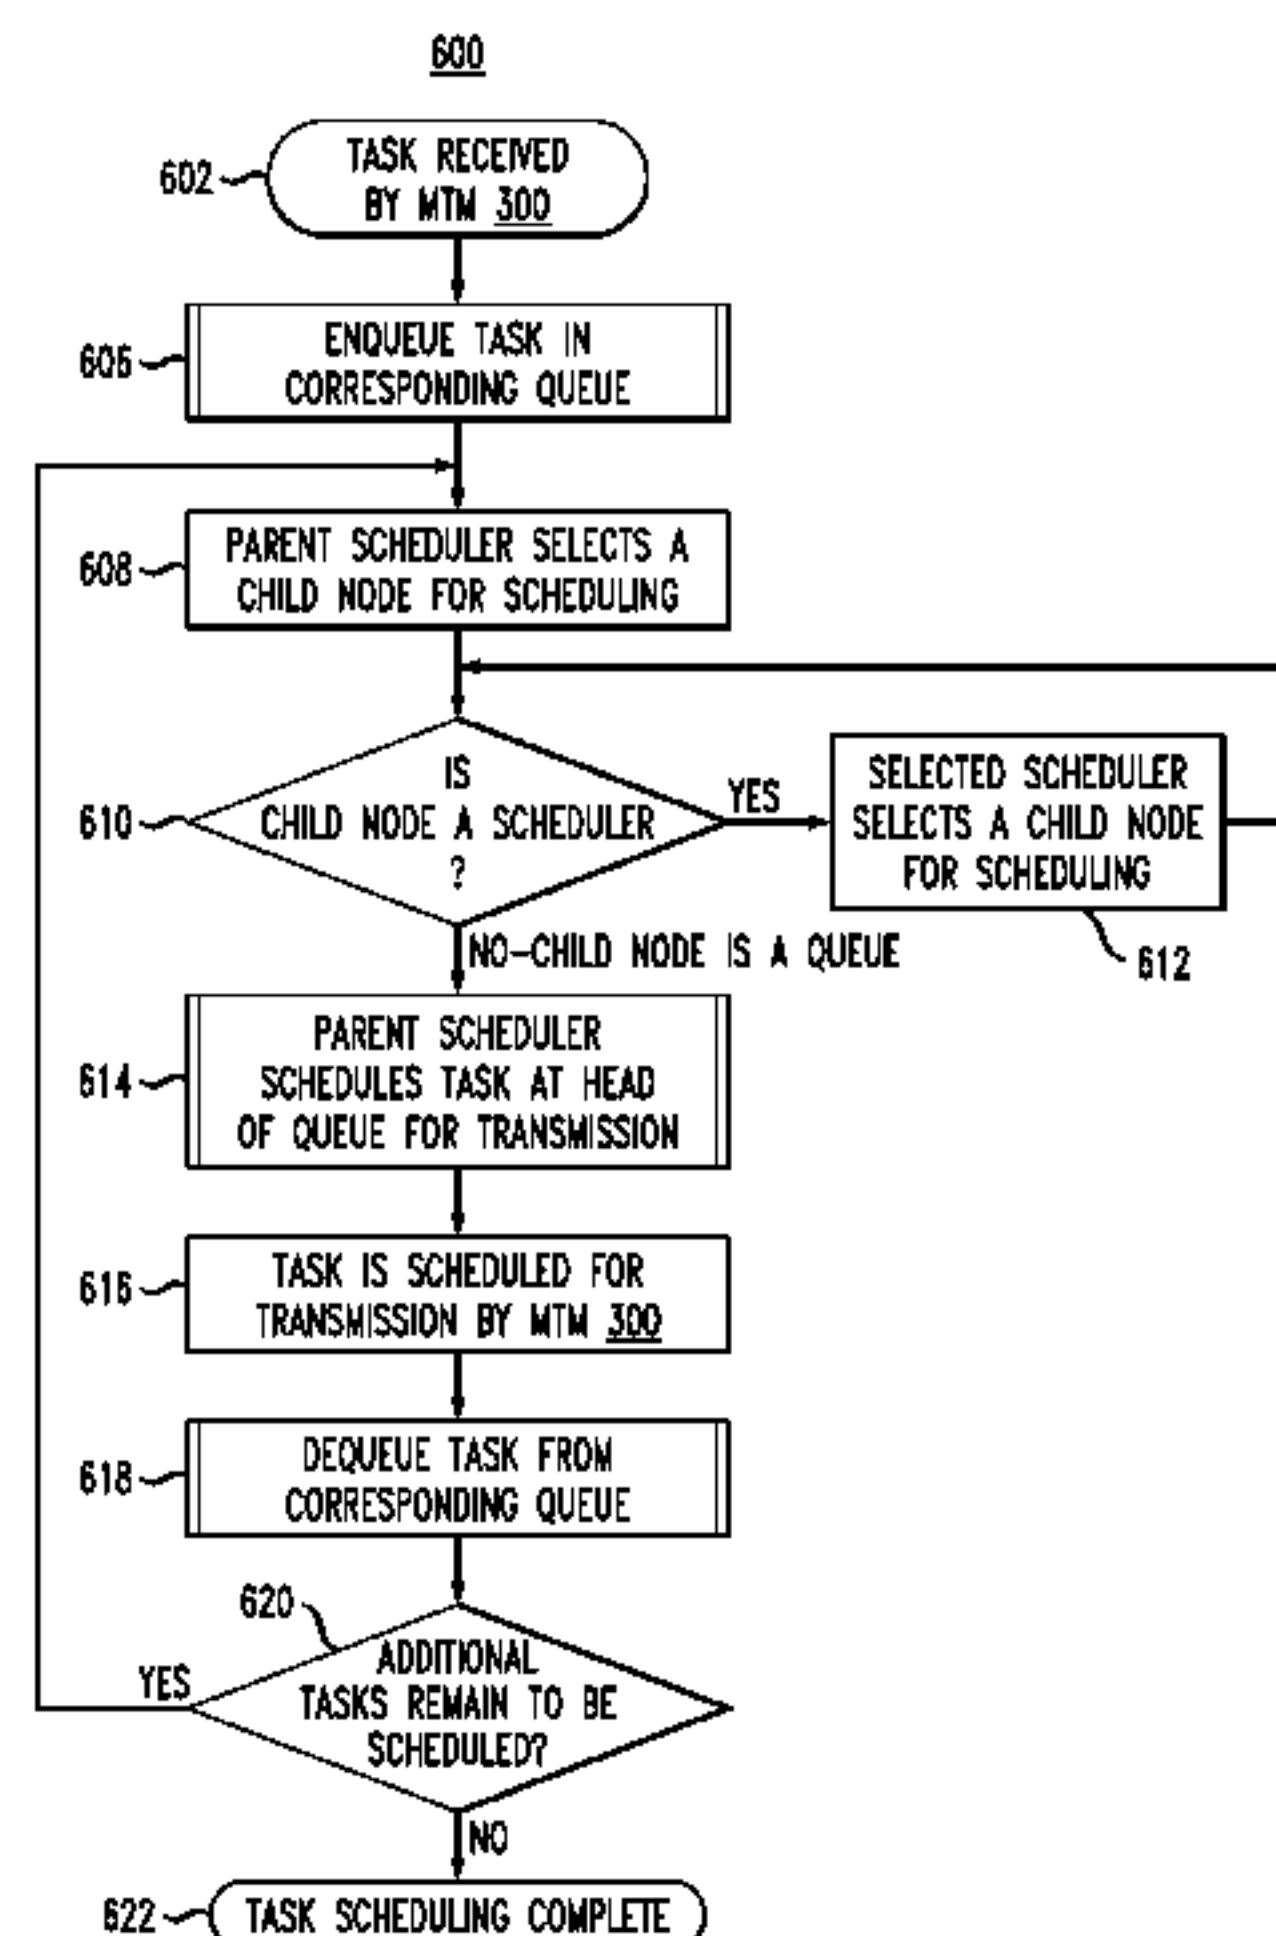 600
602
TASK RECEIVED
BY MTM 300
606
ENQUEUE TASK IN
CORRESPONDING QUEUE
608
PARENT SCHEDULER SELECTS A
CHILD NODE FOR SCHEDULING
610
IS
CHILD NODE A SCHEDULER
?
YES
SELECTED SCHEDULER
SELECTS A CHILD NODE
FOR SCHEDULING
612
NO-CHILD NODE IS A QUEUE
614
PARENT SCHEDULER
SCHEDULES TASK AT HEAD
OF QUEUE FOR TRANSMISSION
616
TASK IS SCHEDULED FOR
TRANSMISSION BY MTM 300
618
DEQUEUE TASK FROM
CORRESPONDING QUEUE
620
ADDITIONAL
TASKS REMAIN TO BE
SCHEDULED?
YES
NO
622
TASK SCHEDULING COMPLETE